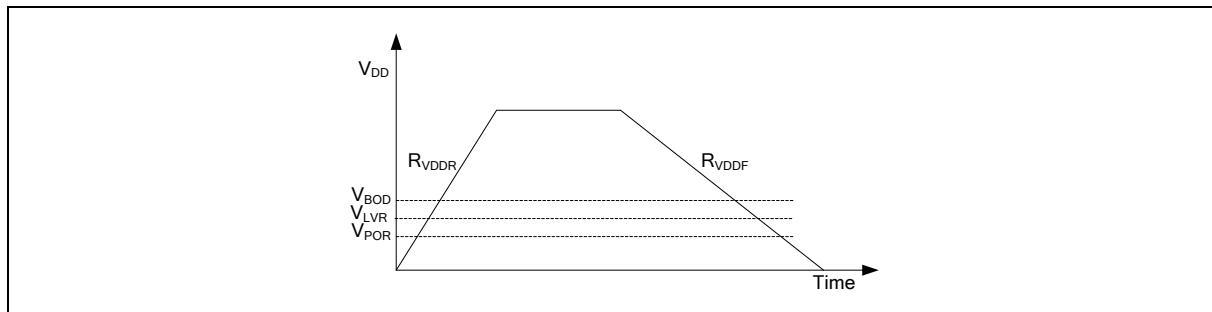 VDD
RVDDR
RVDDF
VBOD
VLVR
VPOR
Time